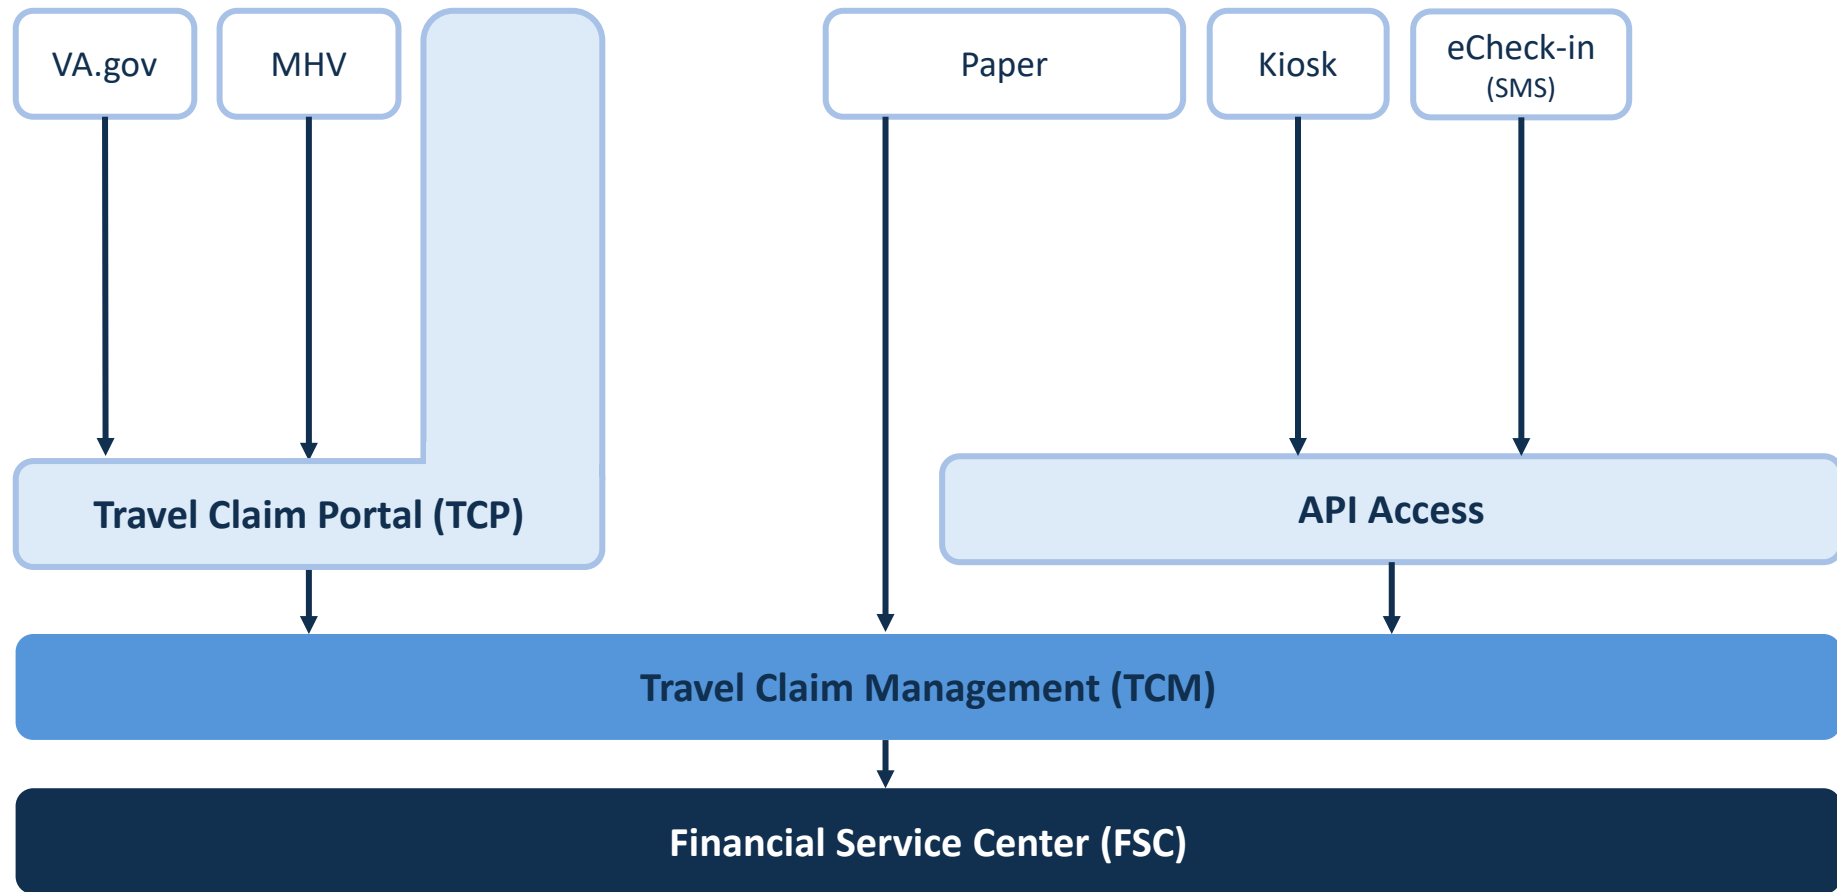 VA.gov
MHV
Paper
Kiosk
eCheck-in
(SMS)
Travel Claim Portal (TCP)
API Access
Travel Claim Management (TCM)
Financial Service Center (FSC)